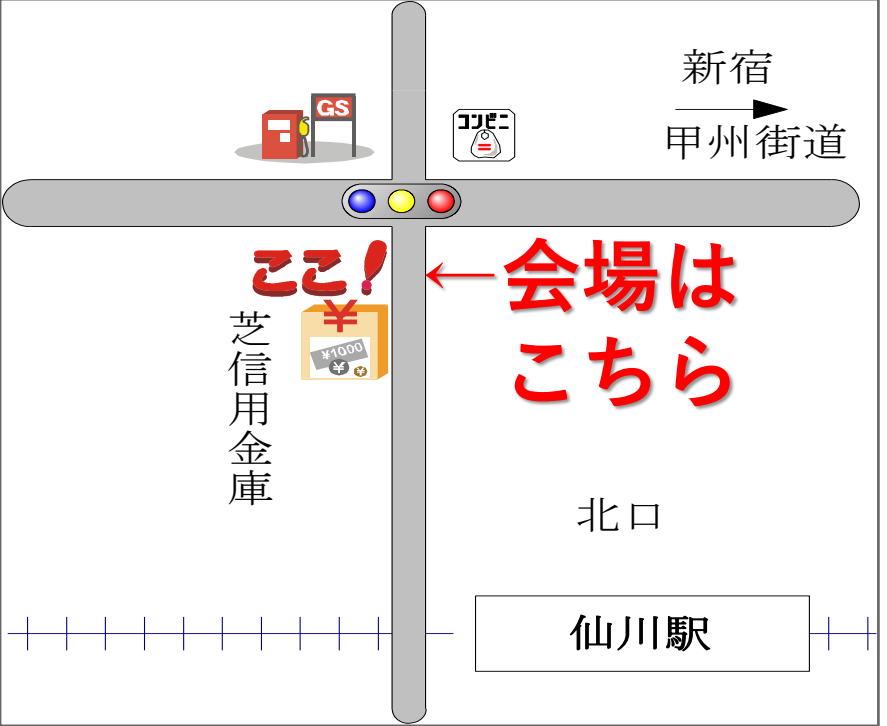 新宿
GS
コンビニ
甲州街道
ここ!
←会場は
こちら
¥
¥1000
¥
¥
芝信用金庫
北口
仙川駅